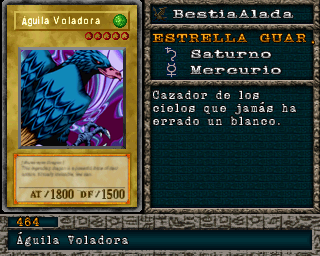 Águila Voladora
AT/1800 DF/1500
BestiaAlada
ESTRELLA GUAR.
Saturno
Mercurio
Cazador de los
cielos que jamás ha
errado un blanco.
464
Águila Voladora